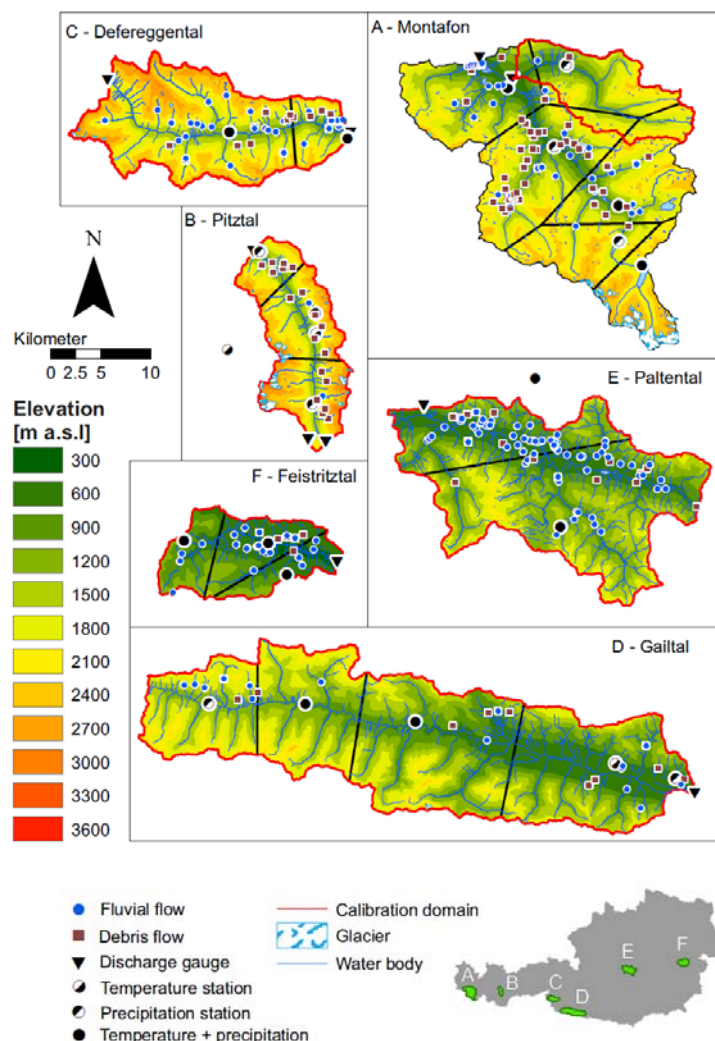 C - Defereggental
A - Montafon
B - Pitztal
N
Kilometer
0 2.5 5 10
E - Paltental
Elevation
[m a.s.l]
F - Feistritztal
300
600
900
1200
1500
1800
2100
2400
2700
3000
3300
3600
D - Gailtal
Fluvial flow
Debris flow
Discharge gauge
Temperature station
Precipitation station
Temperature + precipitation
Calibration domain
Glacier
Water body
A
B
C
D
E
F